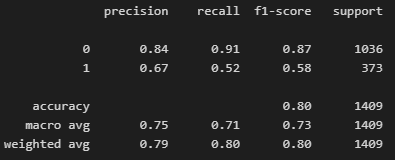 precision recall f1-score support
0 0.84 0.91 0.87 1036
1 0.67 0.52 0.58 373
accuracy 0.80 1409
macro avg 0.75 0.71 0.73 1409
weighted avg 0.79 0.80 0.80 1409